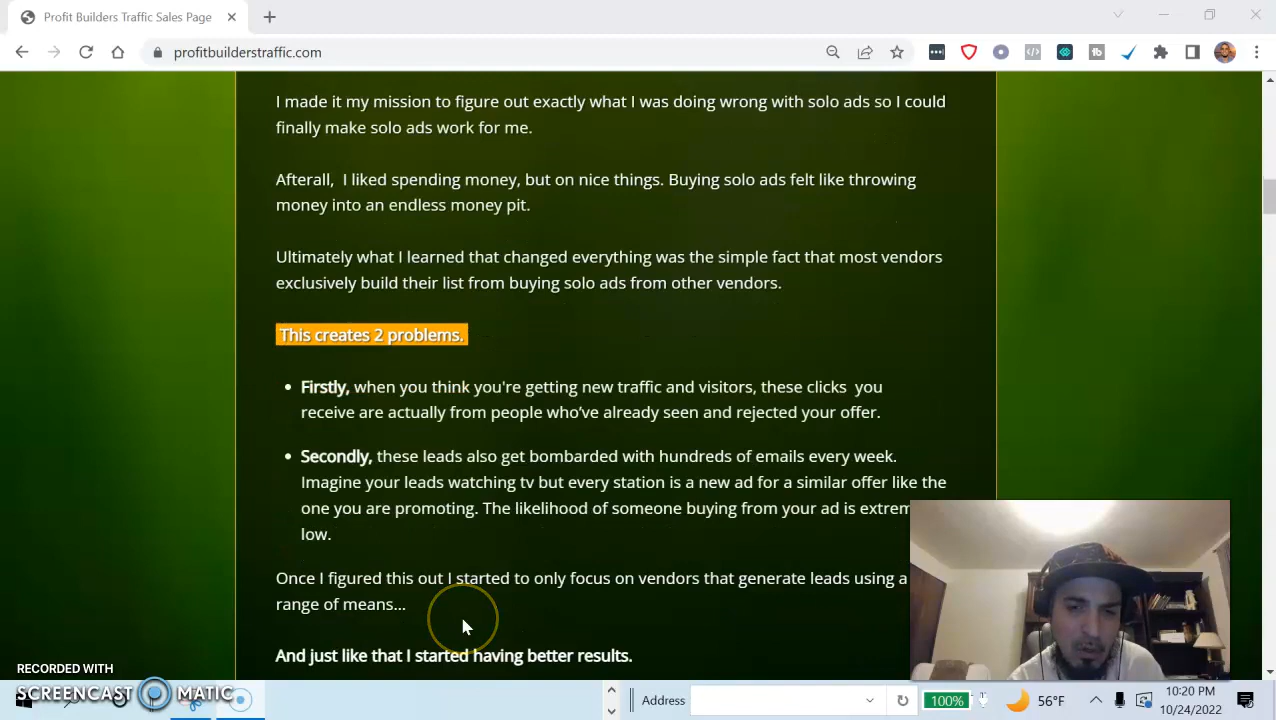 Profit Builders Traffic Sales Page
profitbuilderstraffic.com
I made it my mission to figure out exactly what I was doing wrong with solo ads so I could
finally make solo ads work for me.
Afterall, I liked spending money, but on nice things. Buying solo ads felt like throwing
money into an endless money pit.
Ultimately what I learned that changed everything was the simple fact that most vendors
exclusively build their list from buying solo ads from other vendors.
This creates 2 problems.
Firstly, when you think you're getting new traffic and visitors, these clicks you
receive are actually from people who've already seen and rejected your offer.
Secondly, these leads also get bombarded with hundreds of emails every week.
Imagine your leads watching tv but every station is a new ad for a similar offer like the
one you are promoting. The likelihood of someone buying from your ad is extrem
low.
Once I figured this out I started to only focus on vendors that generate leads using a
range of means...
And just like that I started having better results.
RECORDED WITH
SCREENCAST MATIC
Address
100%
56°F
10:20 PM
10/24/2022